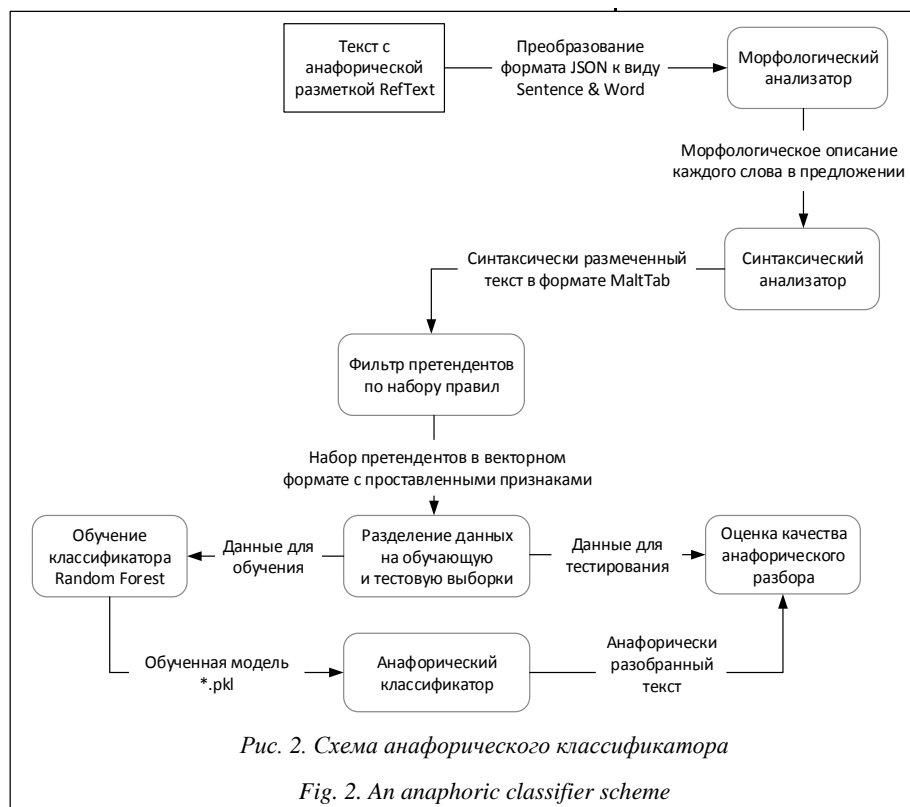 Текст с
анафорической
разметкой RefText
Преобразование
формата JSON к виду
Sentence & Word
Морфологический
анализатор
Морфологическое описание
каждого слова в предложении
Синтаксический
анализатор
Синтаксически размеченный
текст в формате MaltTab
Фильтр претендентов
по набору правил
Набор претендентов в векторном
формате с проставленными признаками
Обучение
классификатора
Random Forest
Данные для
обучения
Разделение данных
на обучающую
и тестовую выборки
Данные для
тестирования
Оценка качества
анафорического
разбора
Обученная модель
*.pkl
Анафорический
классификатор
Анафорически
разобранный
текст
Рис. 2. Схема анафорического классификатора
Fig. 2. An anaphoric classifier scheme